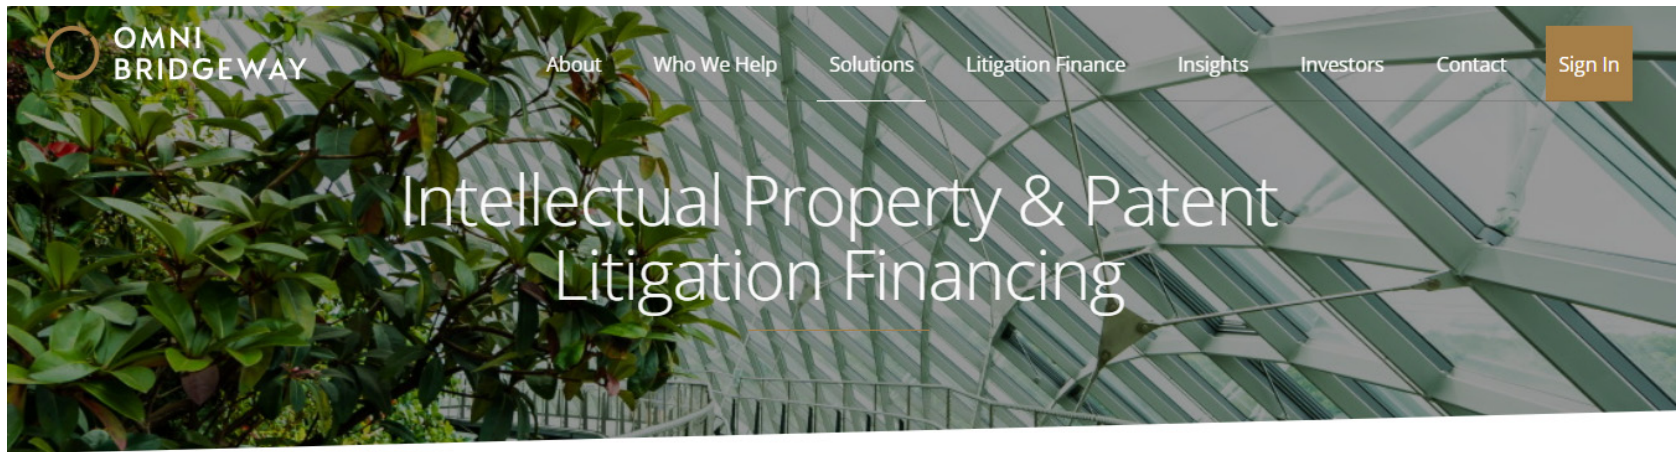 OMNI
BRIDGEWAY
About Who We Help Solutions Litigation Finance Insights Investors Contact Sign In
Intellectual Property & Patent
Litigation Financing